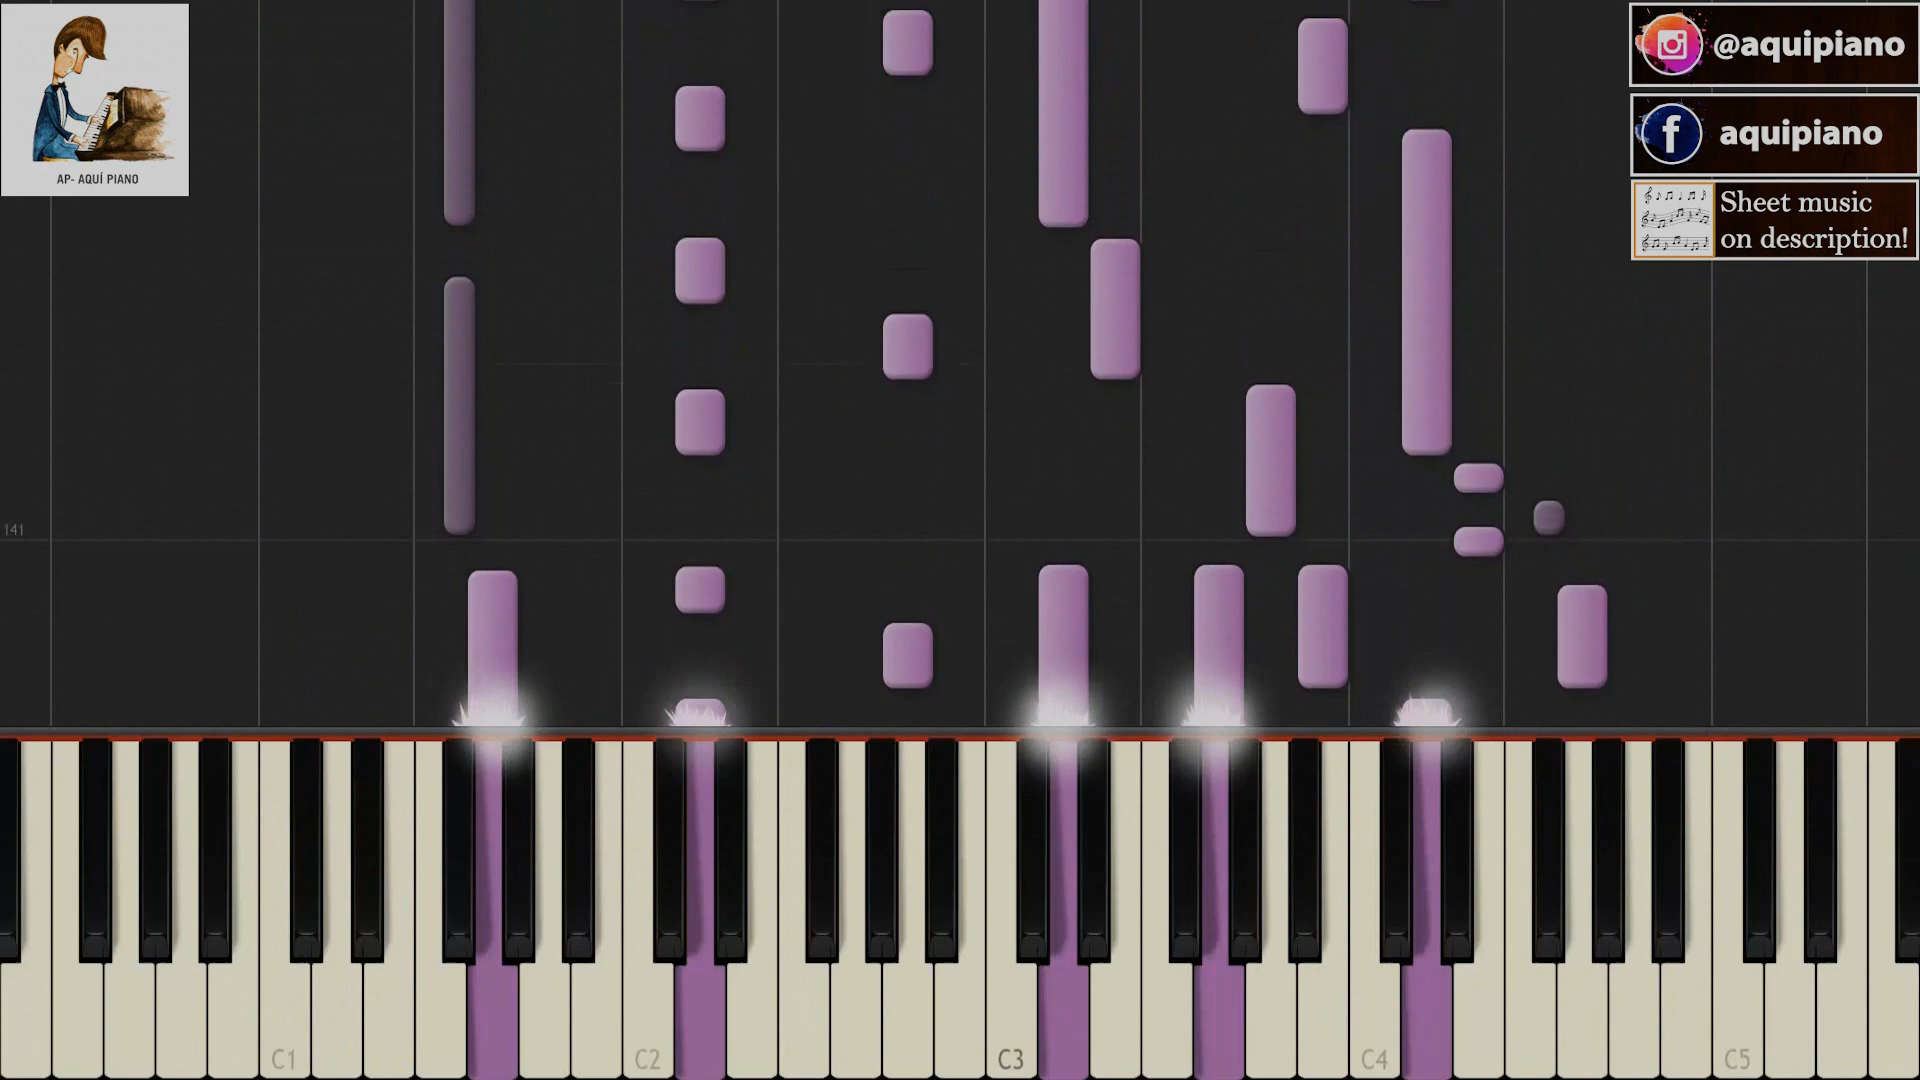 AP- AQUÍ PIANO
@aquipiano
aquipiano
Sheet music
on description!
141
C1
C2
C3
C4
C5